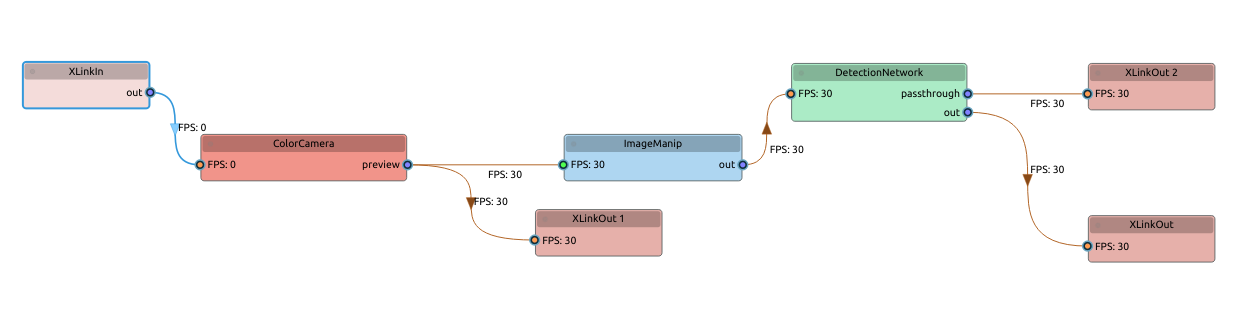 XLinkIn
out
FPS: 0
ColorCamera
FPS: 0
preview
FPS: 30
FPS: 30
XLinkOut 1
FPS: 30
ImageManip
FPS: 30
out
FPS: 30
DetectionNetwork
FPS: 30
passthrough
out
FPS: 30
FPS: 30
XLinkOut 2
FPS: 30
XLinkOut
FPS: 30